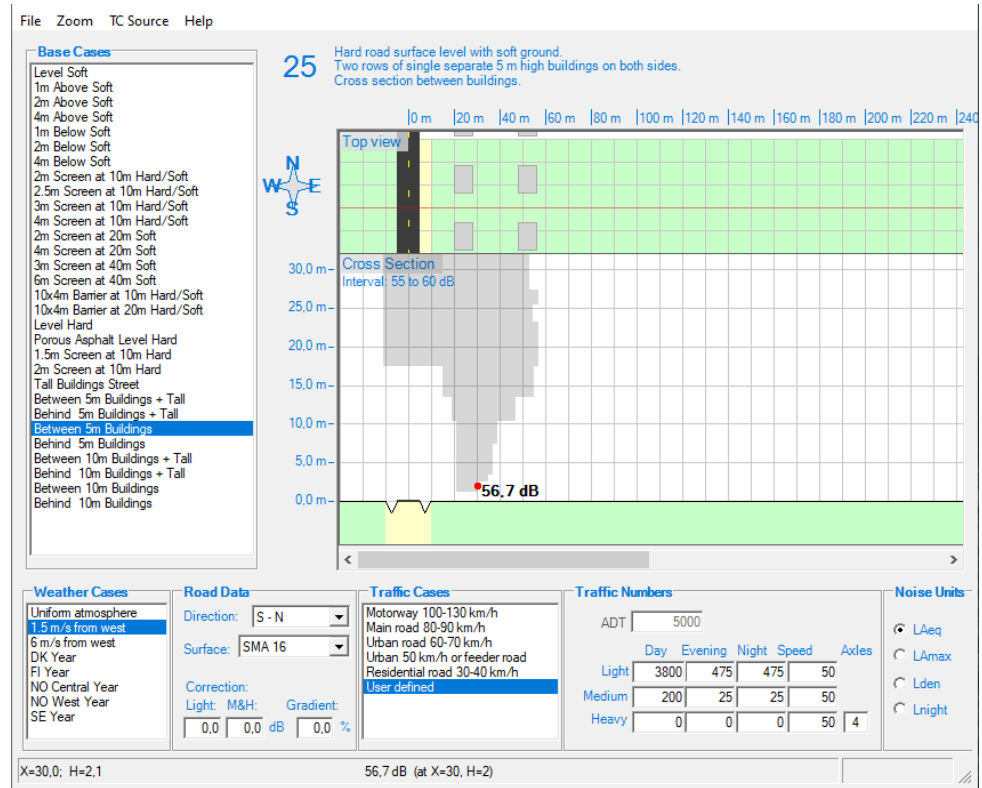 File Zoom TC Source Help
Base Cases
Level Soft
1m Above Soft
2m Above Soft
4m Above Soft
1m Below Soft
2m Below Soft
4m Below Soft
2m Screen at 10m Hard/Soft
2.5m Screen at 10m Hard/Soft
3m Screen at 10m Hard/Soft
4m Screen at 10m Hard/Soft
2m Screen at 20m Soft
4m Screen at 20m Soft
3m Screen at 40m Soft
6m Screen at 40m Soft
10x4m Barrier at 10m Hard/Soft
10x4m Barrier at 20m Hard/Soft
Level Hard
Porous Asphalt Level Hard
1.5m Screen at 10m Hard
2m Screen at 10m Hard
Tall Buildings Street
Between 5m Buildings + Tall
Behind 5m Buildings + Tall
Between 5m Buildings
Behind 5m Buildings
Between 10m Buildings + Tall
Behind 10m Buildings + Tall
Between 10m Buildings
Behind 10m Buildings
25
Hard road surface level with soft ground.
Two rows of single separate 5 m high buildings on both sides.
Cross section between buildings.
0 m 20 m 40 m 60 m 80 m 100 m 120 m 140 m 160 m 180 m 200 m 220 m 240
Top view
N
W E
S
Cross Section
Interval: 55 to 60 dB
30,0 m
25,0 m
20,0 m
15,0 m
10,0 m
5,0 m
0,0 m
56,7 dB
Weather Cases
Uniform atmosphere
1.5 m/s from west
6 m/s from west
DK Year
FI Year
NO Central Year
NO West Year
SE Year
Road Data
Direction: S - N
Surface: SMA 16
Correction:
Light: M&H: Gradient:
0,0 0,0 dB 0,0 %
Traffic Cases
Motorway 100-130 km/h
Main road 80-90 km/h
Urban road 60-70 km/h
Urban 50 km/h or feeder road
Residential road 30-40 km/h
User defined
Traffic Numbers
ADT 5000
Day Evening Night Speed Axles
Light 3800 475 475 50
Medium 200 25 25 50
Heavy 0 0 0 50 4
Noise Units
LAeq
LAmax
Lden
Lnight
X=30,0; H=2,1
56,7 dB (at X=30, H=2)